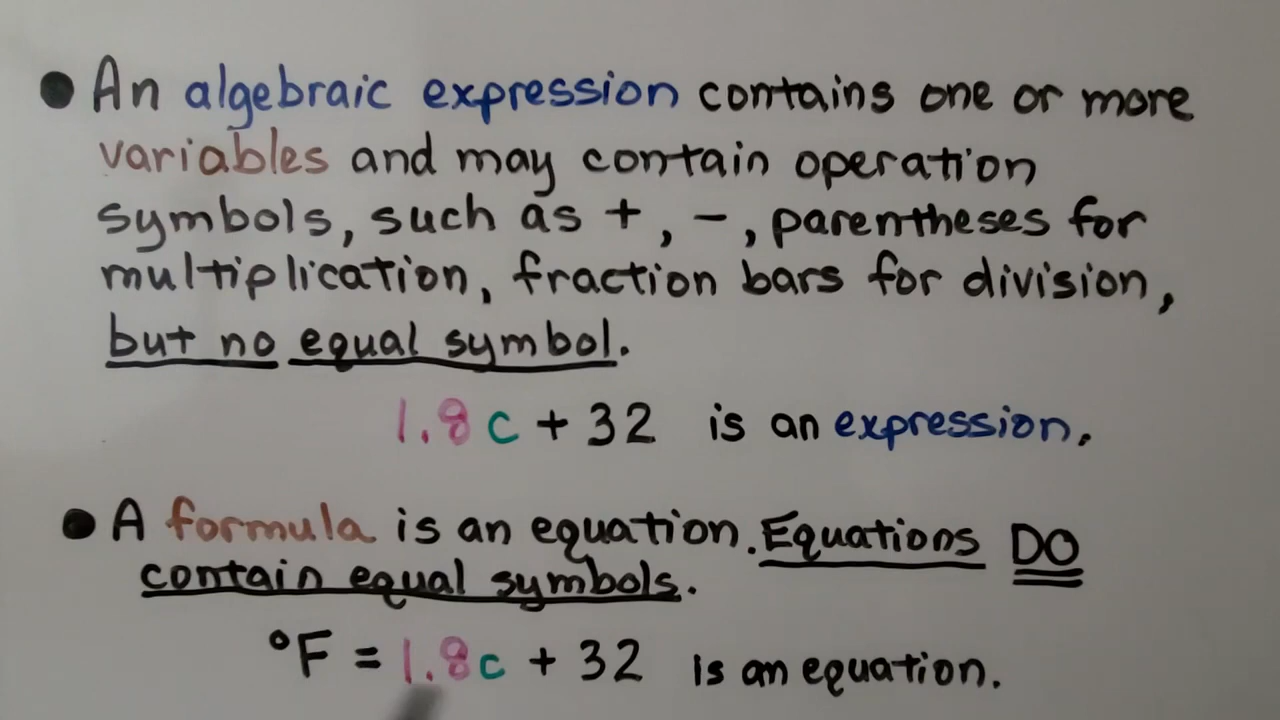 ● An algebraic expression contains one or more
variables and may contain operation
symbols, such as +, −, parentheses for
multiplication, fraction bars for division,
but no equal symbol.
1.8c + 32 is an expression.
● A formula is an equation. Equations DO
contain equal symbols.
°F = 1.8c + 32 is an equation.